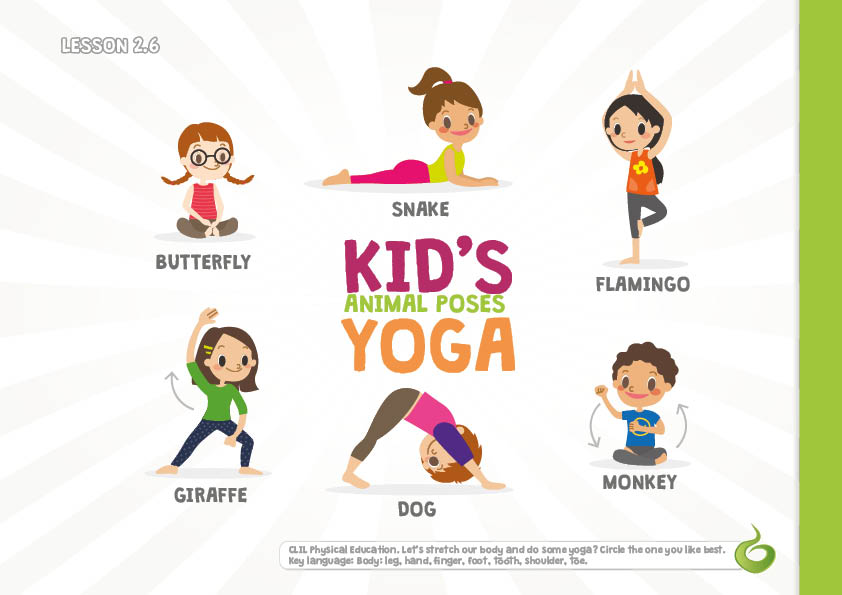 LESSON 2.6
SNAKE
BUTTERFLY
FLAMINGO
KID'S
ANIMAL POSES
YOGA
GIRAFFE
DOG
MONKEY
CLIL Physical Education. Let's stretch our body and do some yoga? Circle the one you like best.
Key language: Body: leg, hand, finger, foot, tooth, shoulder, toe.